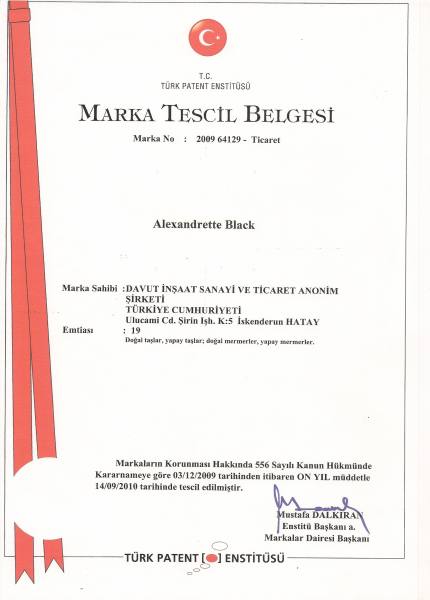 T.C.
TÜRK PATENT ENSTİTÜSÜ
MARKA TESCİL BELGESİ
Marka No : 2009 64129 - Ticaret
Alexandrette Black
Marka Sahibi :DAVUT İNŞAAT SANAYİ VE TİCARET ANONİM
ŞİRKETİ
TÜRKİYE CUMHURİYETİ
Ulucami Cd. Şirin Işh. K:5 İskenderun HATAY
Emtiası : 19
Doğal taşlar, yapay taşlar; doğal mermerler, yapay mermerler.
Markaların Korunması Hakkında 556 Sayılı Kanun Hükmünde
Kararnameye göre 03/12/2009 tarihinden itibaren ON YIL müddetle
14/09/2010 tarihinde tescil edilmiştir.
Mustafa DALKIRAN
Enstitü Başkanı a.
Markalar Dairesi Başkanı
TÜRK PATENT ENSTİTÜSÜ